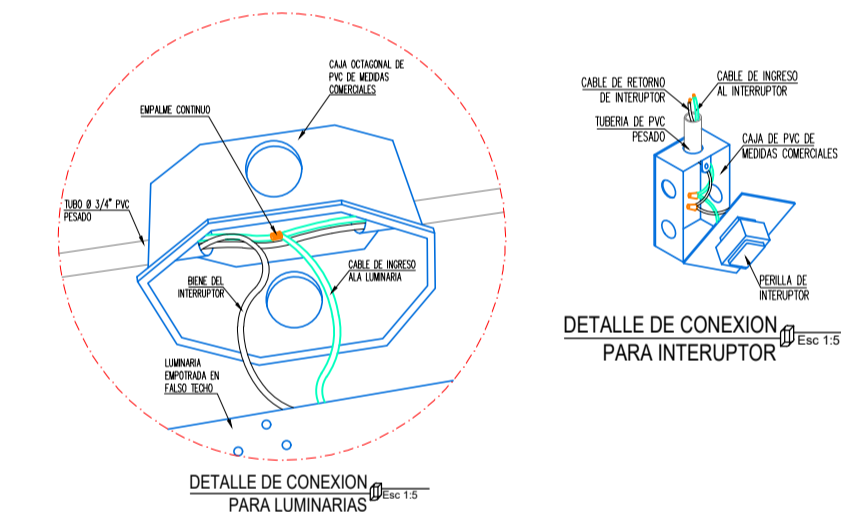 CAJA OCTAGONAL DE
PVC DE MEDIDAS
COMERCIALES
EMPALME CONTINUO
TUBO Ø 3/4" PVC
PESADO
BIENE DEL
INTERRUPTOR
CABLE DE INGRESO
ALA LUMINARIA
LUMINARIA
EMPOTRADA EN
FALSO TECHO
DETALLE DE CONEXION
PARA LUMINARIAS
Esc 1:5
CABLE DE RETORNO
DE INTERUPTOR
CABLE DE INGRESO
AL INTERRUPTOR
TUBERIA DE PVC
PESADO
CAJA DE PVC DE
MEDIDAS COMERCIALES
PERILLA DE
INTERUPTOR
DETALLE DE CONEXION
PARA INTERUPTOR
Esc 1:5